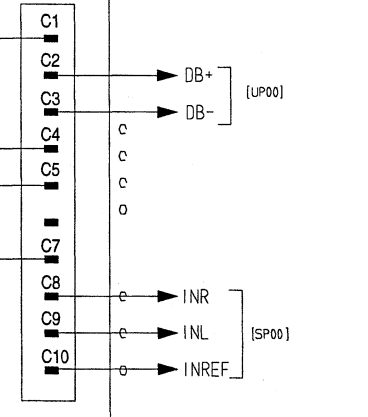 C1
C2 DB+
[UP00]
C3 DB-
C4
C5
C7
C8 INR
C9 INL [SP00]
C10 INREF